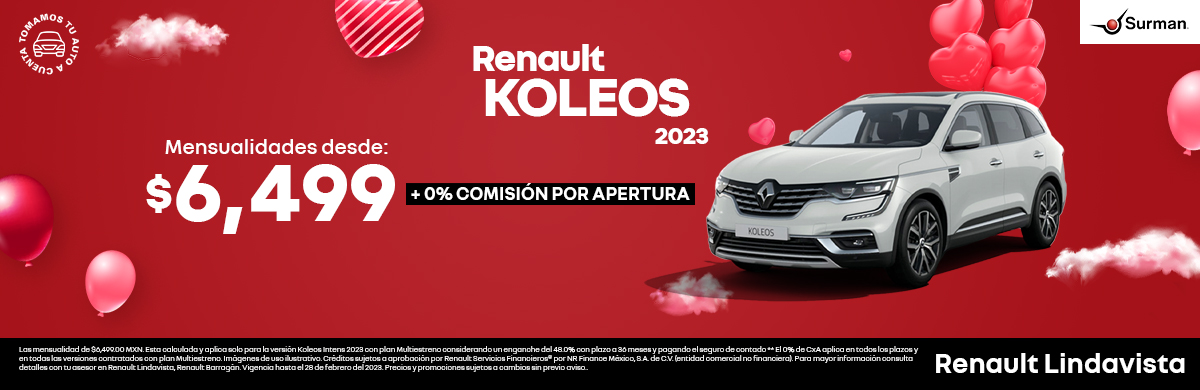 TOMAMOS TU AUTO A CUENTA
Surman
Renault
KOLEOS
2023
Mensualidades desde:
$6,499
+ 0% COMISIÓN POR APERTURA
KOLEOS
Las mensualidad de $6,499.00 MXN. Esta calculada y aplica solo para la versión Koleos Intens 2023 con plan Multiestreno considerando un enganche del 48.0% con plazo a 36 meses y pagando el seguro de contado ** El 0% de CxA aplica en todos los plazos y
en todas las versiones contratados con plan Multiestreno. Imágenes de uso ilustrativo. Créditos sujetos a aprobación por Renault Servicios Financieros® por NR Finance México, S.A. de C.V. (entidad comercial no financiera). Para mayor información consulta
detalles con tu asesor en Renault Lindavista, Renault Barragán. Vigencia hasta el 28 de febrero del 2023. Precios y promociones sujetos a cambios sin previo aviso..
Renault Lindavista